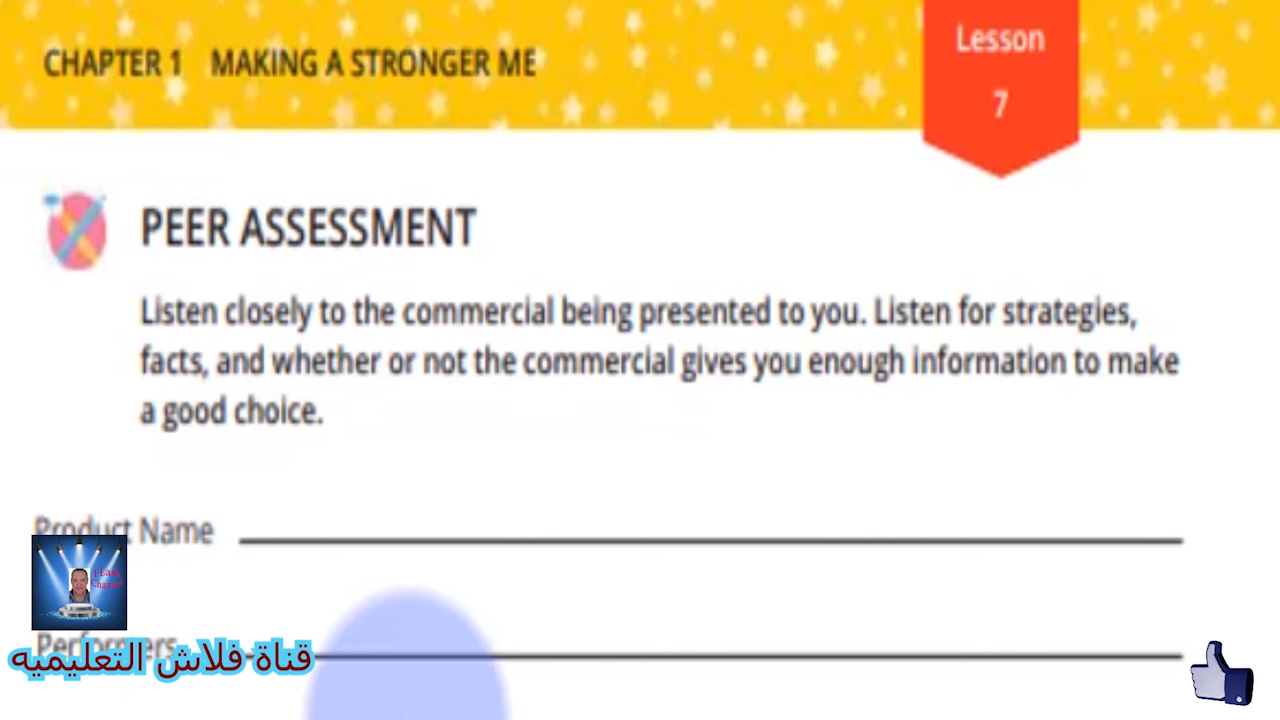 CHAPTER 1 MAKING A STRONGER ME
Lesson
7
PEER ASSESSMENT
Listen closely to the commercial being presented to you. Listen for strategies,
facts, and whether or not the commercial gives you enough information to make
a good choice.
Product Name
Performers
قناة فلاش التعليميه